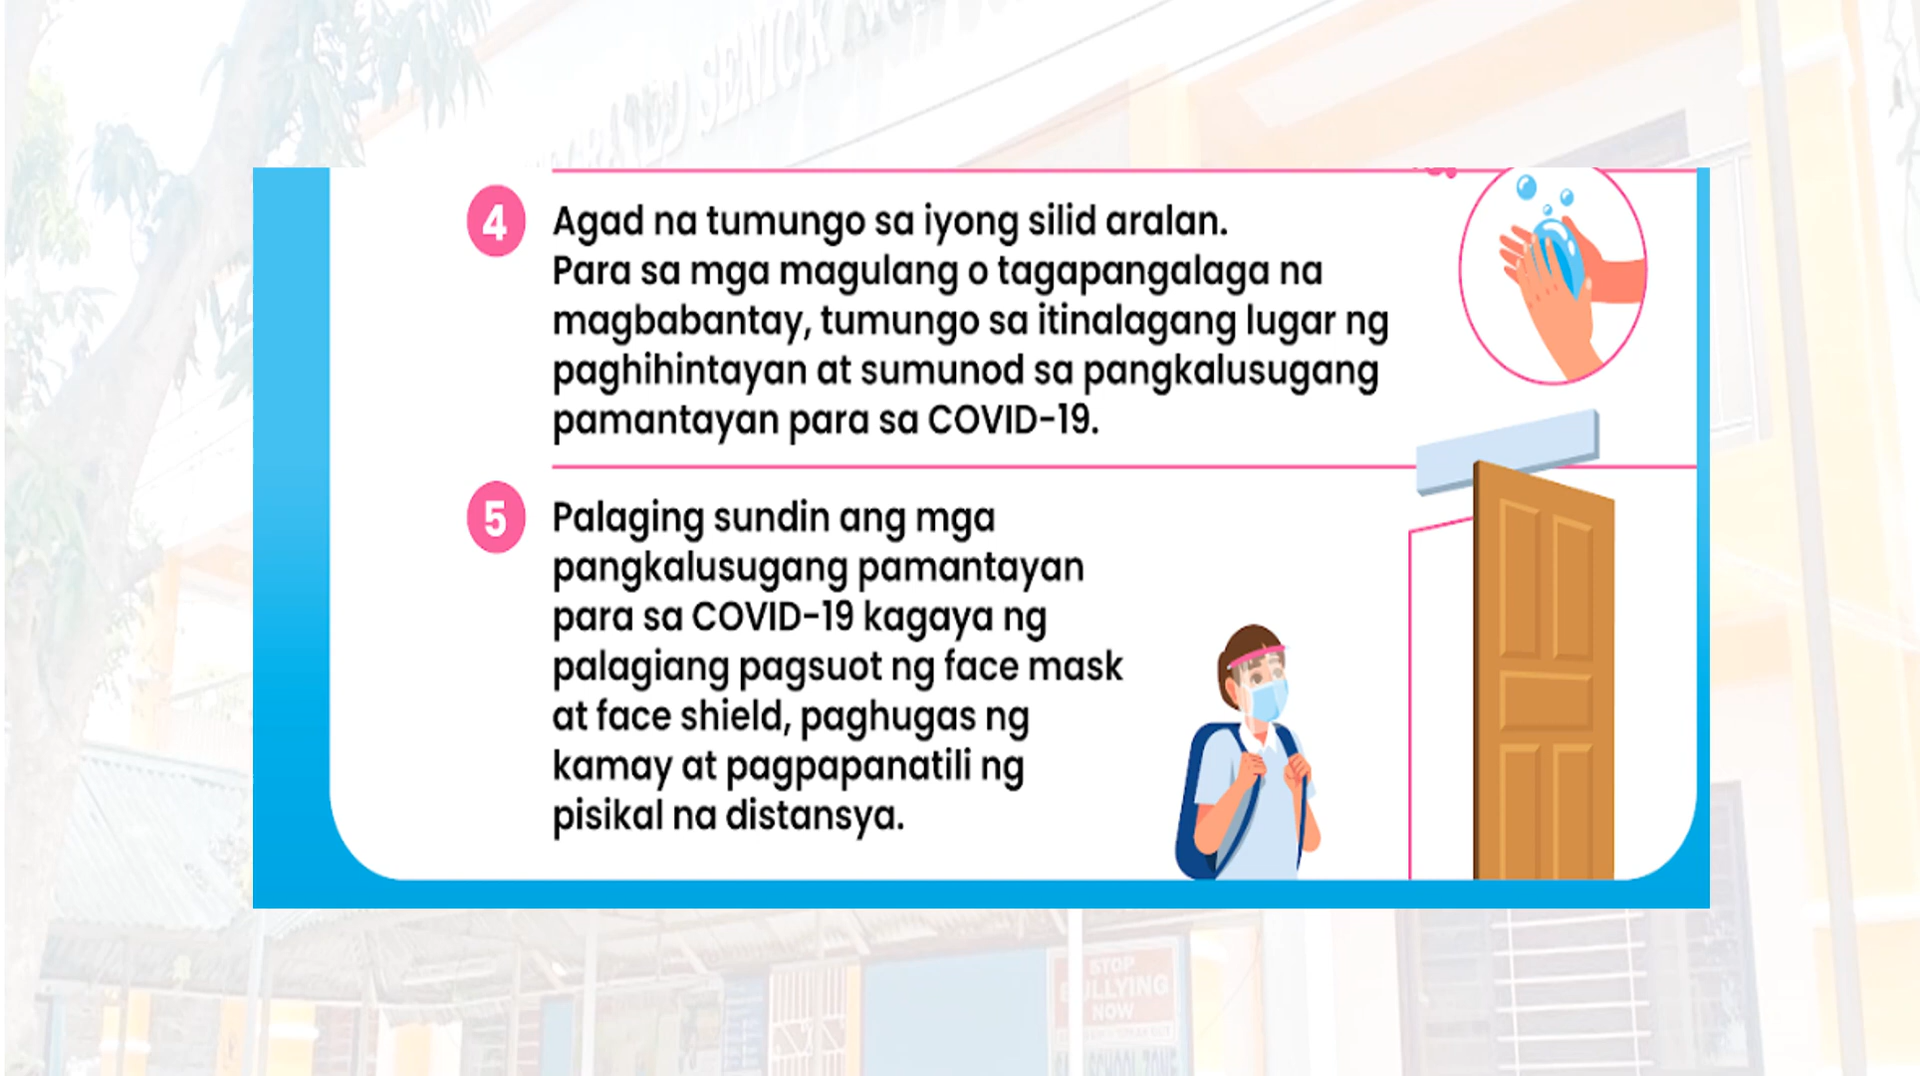 SENIOR
4
Agad na tumungo sa iyong silid aralan.
Para sa mga magulang o tagapangalaga na
magbabantay, tumungo sa itinalagang lugar ng
paghihintayan at sumunod sa pangkalusugang
pamantayan para sa COVID-19.
5
Palaging sundin ang mga
pangkalusugang pamantayan
para sa COVID-19 kagaya ng
palagiang pagsuot ng face mask
at face shield, paghugas ng
kamay at pagpapanatili ng
pisikal na distansya.
STOP
BULLYING
NOW
SCHOOL ZONE